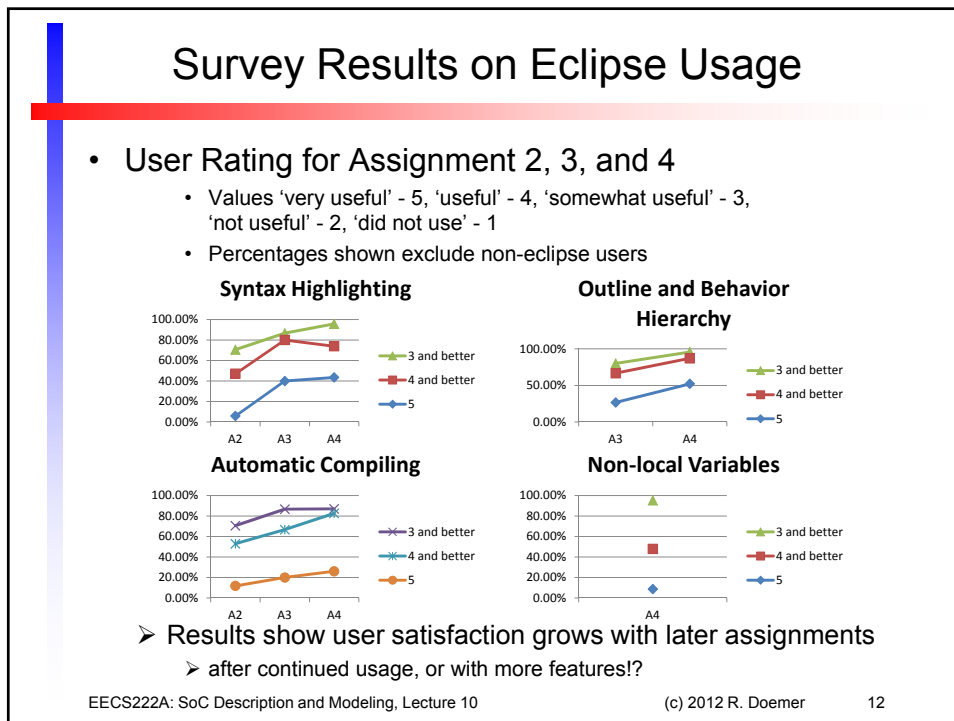 Survey Results on Eclipse Usage
• User Rating for Assignment 2, 3, and 4
• Values ‘very useful’ - 5, ‘useful’ - 4, ‘somewhat useful’ - 3,
‘not useful’ - 2, ‘did not use’ - 1
• Percentages shown exclude non-eclipse users
Syntax Highlighting
100.00%
80.00%
60.00%
40.00%
20.00%
0.00%
A2 A3 A4
3 and better
4 and better
5
Outline and Behavior
Hierarchy
100.00%
50.00%
0.00%
A3 A4
3 and better
4 and better
5
Automatic Compiling
100.00%
80.00%
60.00%
40.00%
20.00%
0.00%
A2 A3 A4
3 and better
4 and better
5
Non-local Variables
100.00%
80.00%
60.00%
40.00%
20.00%
0.00%
A4
3 and better
4 and better
5
➢ Results show user satisfaction grows with later assignments
➢ after continued usage, or with more features!?
EECS222A: SoC Description and Modeling, Lecture 10 (c) 2012 R. Doemer 12